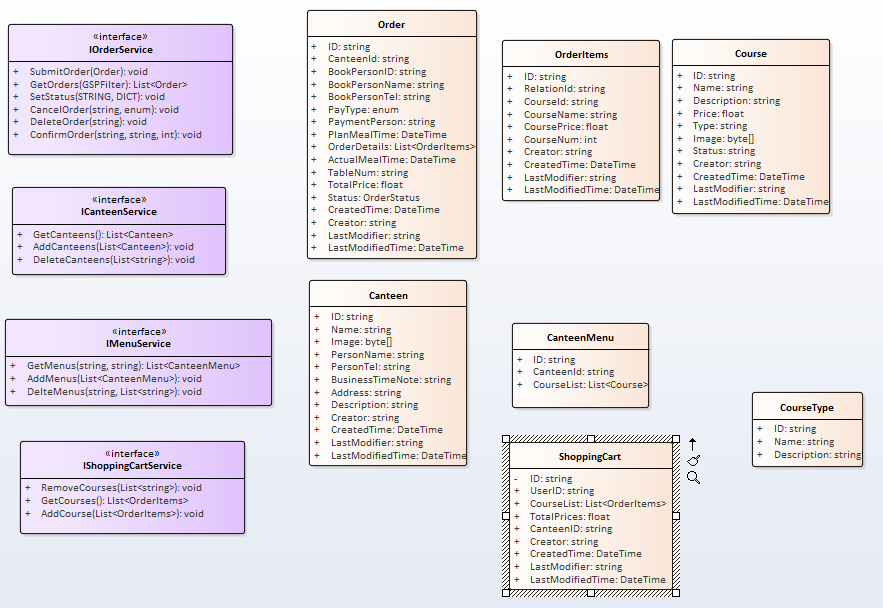 «interface»
IOrderService
+ SubmitOrder(Order): void
+ GetOrders(GSPFilter): List<Order>
+ SetStatus(STRING, DICT): void
+ CancelOrder(string, enum): void
+ DeleteOrder(string): void
+ ConfirmOrder(string, string, int): void
«interface»
ICanteenService
+ GetCanteens(): List<Canteen>
+ AddCanteens(List<Canteen>): void
+ DeleteCanteens(List<string>): void
«interface»
IMenuService
+ GetMenus(string, string): List<CanteenMenu>
+ AddMenus(List<CanteenMenu>): void
+ DelteMenus(string, List<string>): void
«interface»
IShoppingCartService
+ RemoveCourses(List<string>): void
+ GetCourses(): LIst<OrderItems>
+ AddCourse(List<OrderItems>): void
Order
+ ID: string
+ CanteenId: string
+ BookPersonID: string
+ BookPersonName: string
+ BookPersonTel: string
+ PayType: enum
+ PaymentPerson: string
+ PlanMealTime: DateTime
+ OrderDetails: List<OrderItems>
+ ActualMealTime: DateTime
+ TableNum: string
+ TotalPrice: float
+ Status: OrderStatus
+ CreatedTime: DateTime
+ Creator: string
+ LastModifier: string
+ LastModifiedTime: DateTime
Canteen
+ ID: string
+ Name: string
+ Image: byte[]
+ PersonName: string
+ PersonTel: string
+ BusinessTimeNote: string
+ Address: string
+ Description: string
+ Creator: string
+ CreatedTime: DateTime
+ LastModifier: string
+ LastModifiedTime: DateTime
OrderItems
+ ID: string
+ RelationId: string
+ CourseId: string
+ CourseName: string
+ CoursePrice: float
+ CourseNum: int
+ Creator: string
+ CreatedTime: DateTime
+ LastModifier: string
+ LastModifiedTime: DateTime
Course
+ ID: string
+ Name: string
+ Description: string
+ Price: float
+ Type: string
+ Image: byte[]
+ Status: string
+ Creator: string
+ CreatedTime: DateTime
+ LastModifier: string
+ LastModifiedTime: DateTime
CanteenMenu
+ ID: string
+ CanteenId: string
+ CourseList: List<Course>
CourseType
+ ID: string
+ Name: string
+ Description: string
ShoppingCart
- ID: string
+ UserID: string
+ CourseList: List<OrderItems>
+ TotalPrices: float
+ CanteenID: string
+ Creator: string
+ CreatedTime: DateTime
+ LastModifier: string
+ LastModifiedTime: DateTime